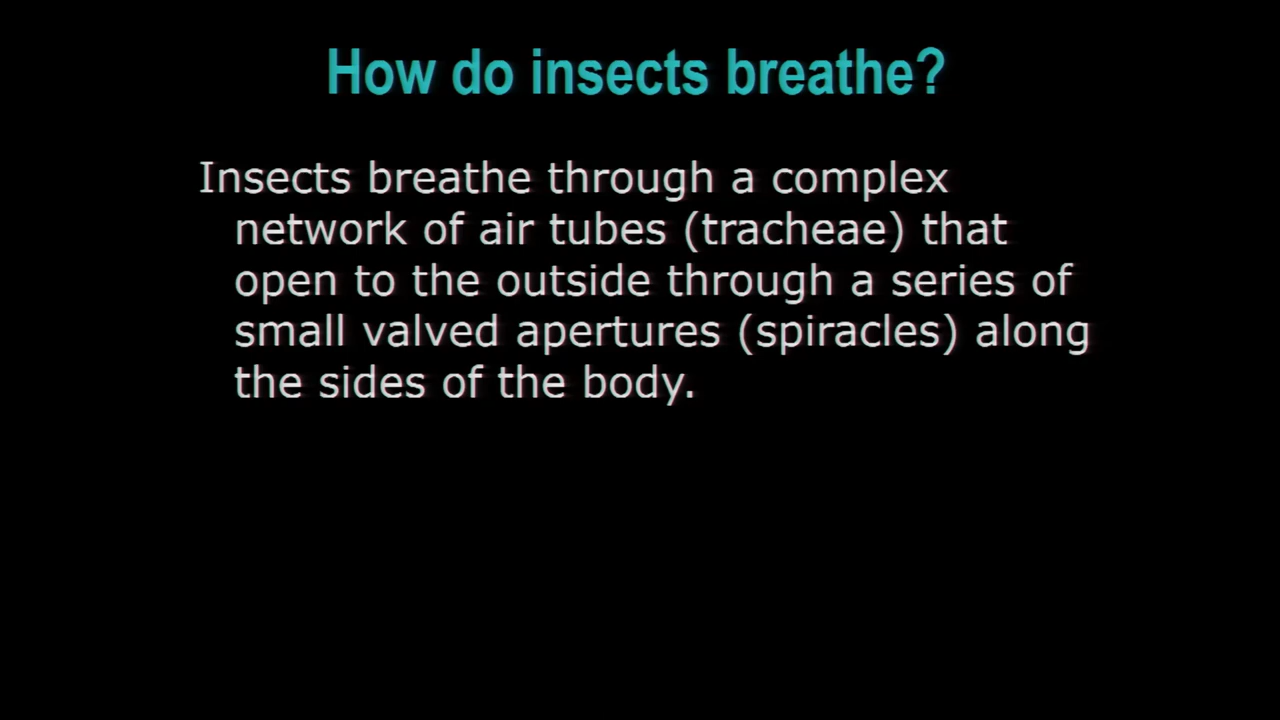 How do insects breathe?
Insects breathe through a complex
network of air tubes (tracheae) that
open to the outside through a series of
small valved apertures (spiracles) along
the sides of the body.